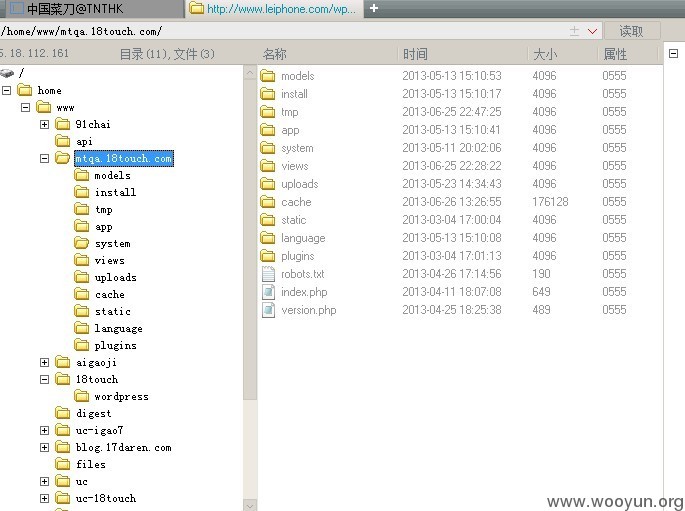 中国菜刀@TNTHK
http://www.leiphone.com/wp...
/home/www/mtqa.18touch.com/
读取
5.18.112.161
目录(11),文件(3)
名称 时间 大小 属性
/
home
www
91chai
api
mtqa.18touch.com
models
install
tmp
app
system
views
uploads
cache
static
language
plugins
aigaoji
18touch
wordpress
digest
uc-igao7
blog.17daren.com
files
uc
uc-18touch
models 2013-05-13 15:10:53 4096 0555
install 2013-05-13 15:10:17 4096 0555
tmp 2013-06-25 22:47:25 4096 0555
app 2013-05-13 15:10:41 4096 0555
system 2013-05-11 20:02:06 4096 0555
views 2013-06-25 22:28:22 4096 0555
uploads 2013-05-23 14:34:43 4096 0555
cache 2013-06-26 13:26:55 176128 0555
static 2013-03-04 17:00:04 4096 0555
language 2013-05-13 15:10:08 4096 0555
plugins 2013-03-04 17:01:13 4096 0555
robots.txt 2013-04-26 17:14:56 190 0555
index.php 2013-04-11 18:07:08 649 0555
version.php 2013-04-25 18:25:38 489 0555
www.wooyun.org